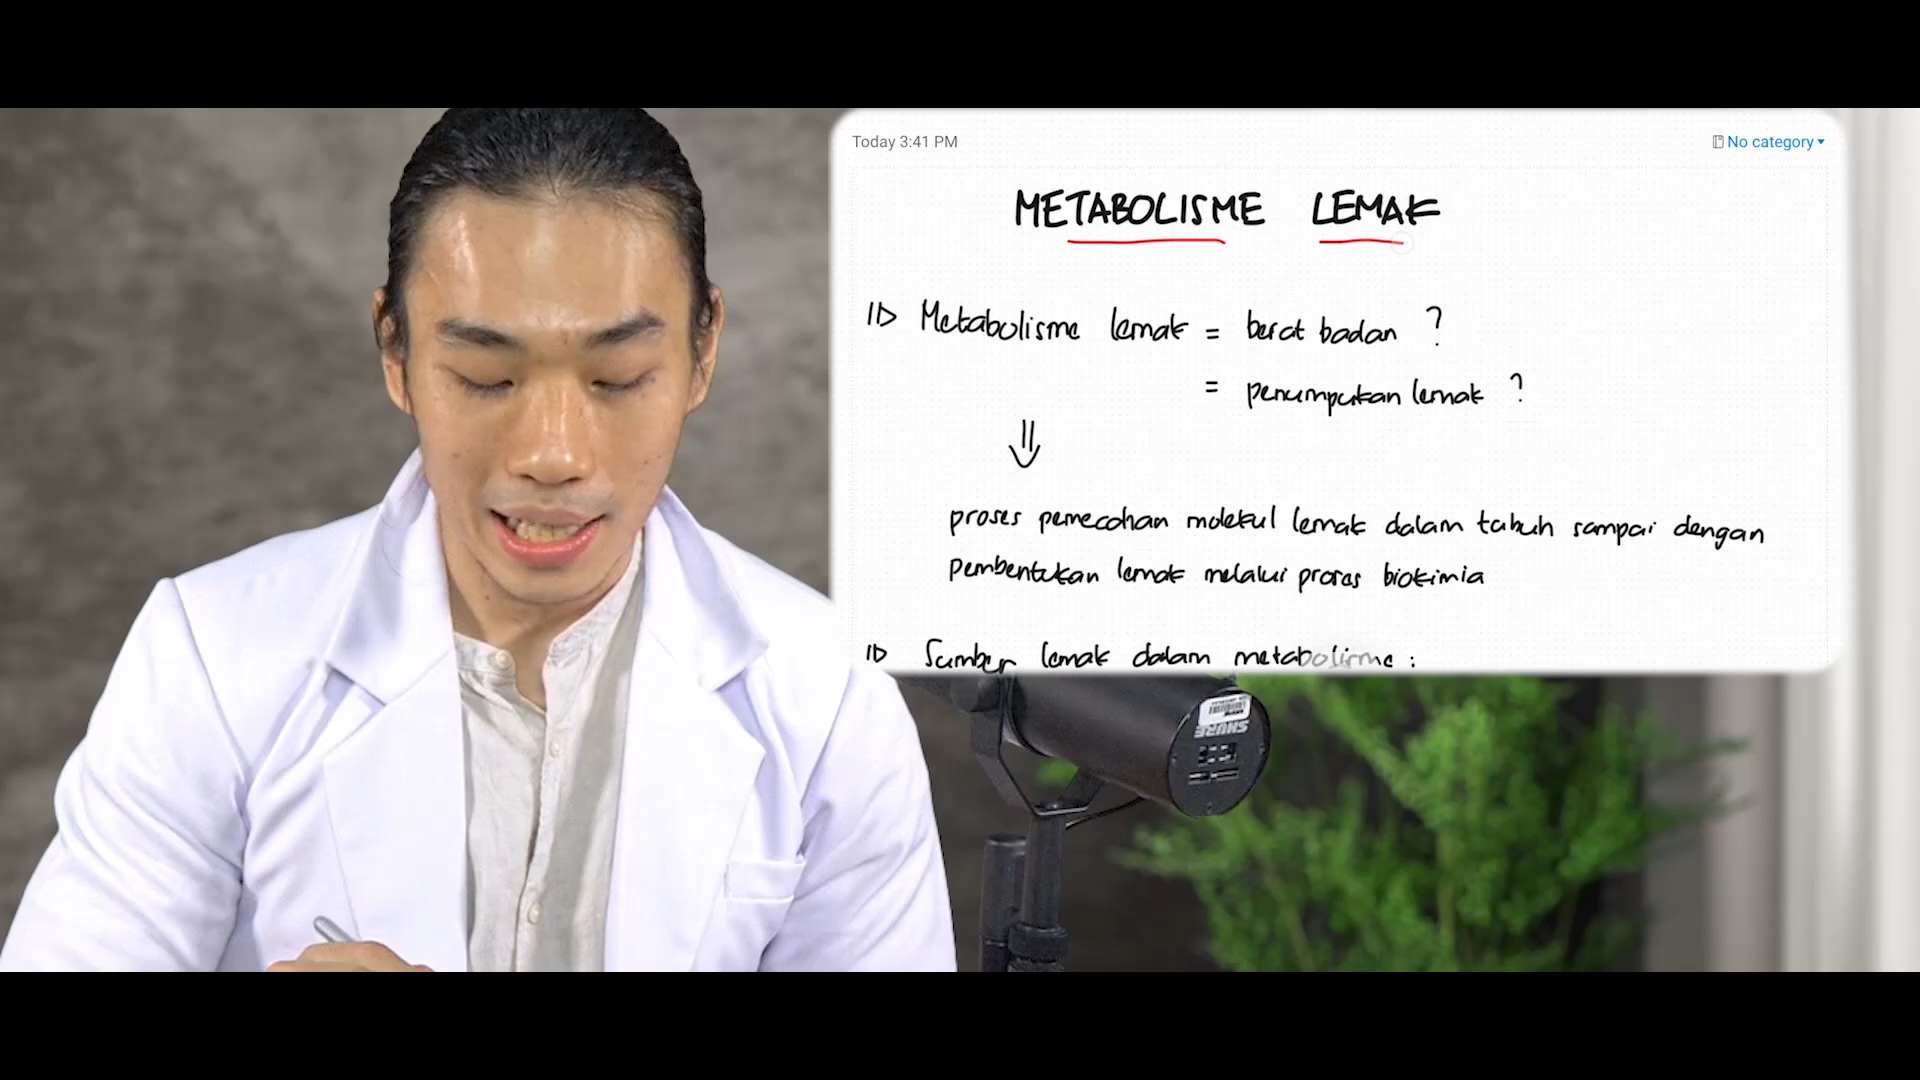 Today 3:41 PM
No category
METABOLISME LEMAK
Metabolisme lemak = berat badan ?
= penumpukan lemak ?
proses pemecahan molekul lemak dalam tubuh sampai dengan
pembentukan lemak melalui proses biokimia
Sumber lemak dalam metabolisme :
SHURE